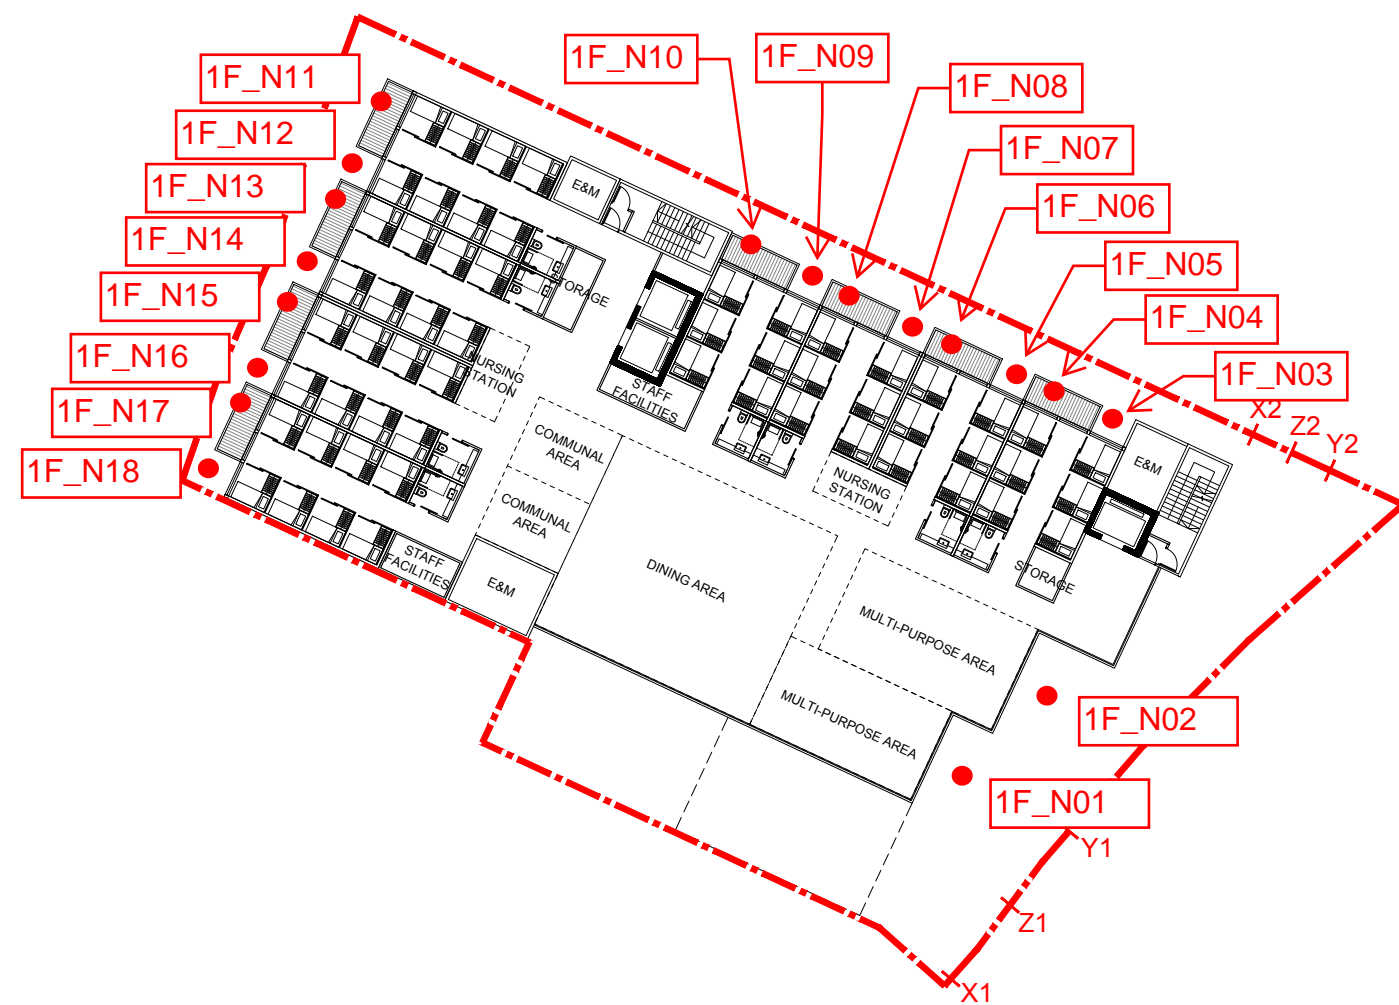 1F_N10
1F_N09
1F_N11
1F_N08
1F_N12
1F_N07
1F_N13
E&M
1F_N06
1F_N14
1F_N05
1F_N15
STORAGE
1F_N04
1F_N16
NURSING
STATION
1F_N03
1F_N17
STAFF
FACILITIES
X2
Z2
Y2
1F_N18
COMMUNAL
AREA
E&M
NURSING
STATION
COMMUNAL
AREA
STAFF
FACILITIES
E&M
DINING AREA
STORAGE
MULTI-PURPOSE AREA
MULTI-PURPOSE AREA
1F_N02
1F_N01
Y1
Z1
X1